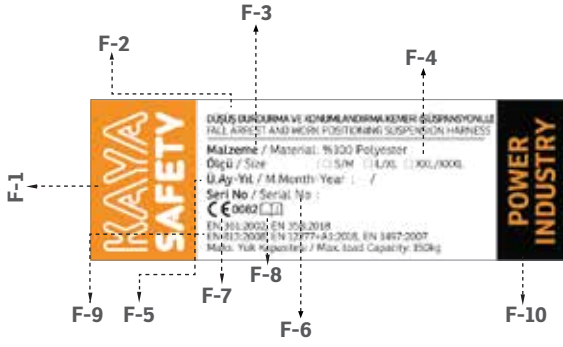 F-3
F-2
F-4
DÜŞÜŞ DURDURMA VE KONUMLANDIRMA KEMERİ
FALL ARREST AND WORK POSITIONING SUSPENSION HARNESS
Malzeme / Material: %100 Polyester
Ölçü / Size S/M L/XL XXL/XXXL
Ü.Ay-Yıl / M.Month-Year : /
Seri No / Serial No :
CE 0082
EN 361:2002, EN 358:2018
EN 813:2008, EN 12277+A1:2018, EN 1497:2007
Maks. Yük Kapasitesi / Max. Load Capacity: 150kg
KAYA
SAFETY
POWER
INDUSTRY
F-1
F-9
F-5
F-7
F-8
F-6
F-10